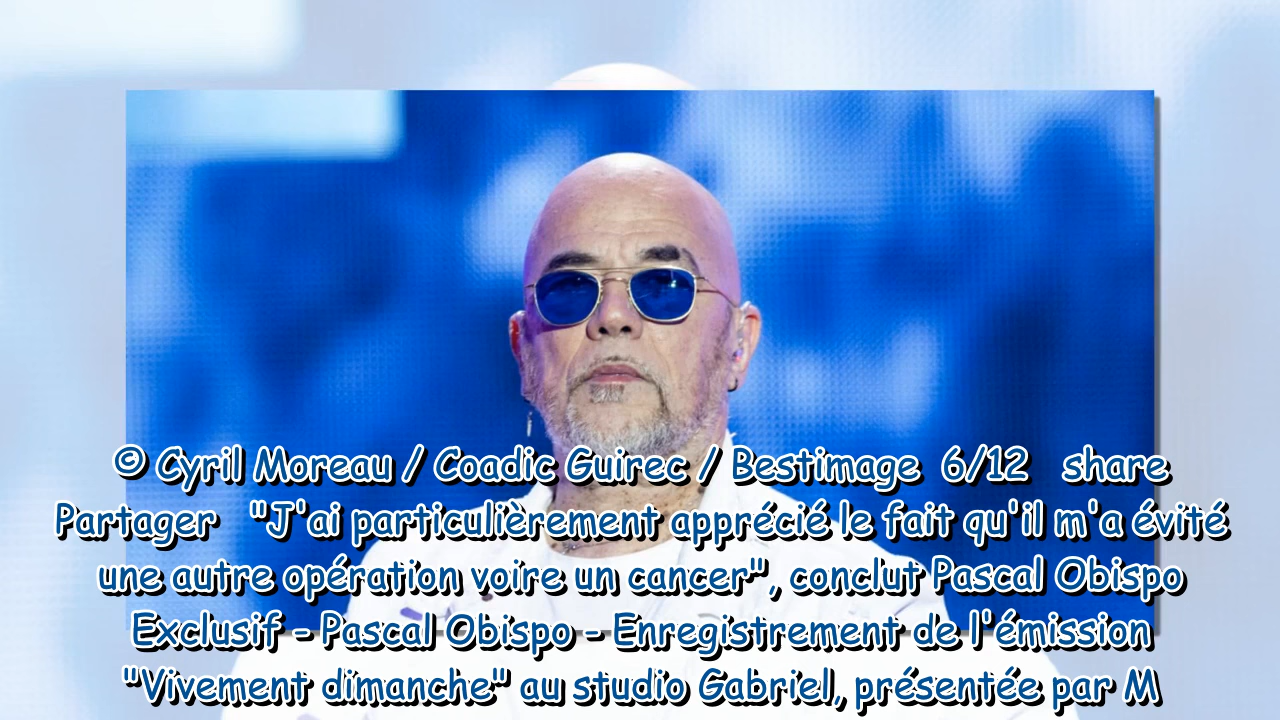 © Cyril Moreau / Coadic Guirec / Bestimage 6/12 share
Partager "J'ai particulièrement apprécié le fait qu'il m'a évité
une autre opération voire un cancer", conclut Pascal Obispo
Exclusif - Pascal Obispo - Enregistrement de l'émission
"Vivement dimanche" au studio Gabriel, présentée par M